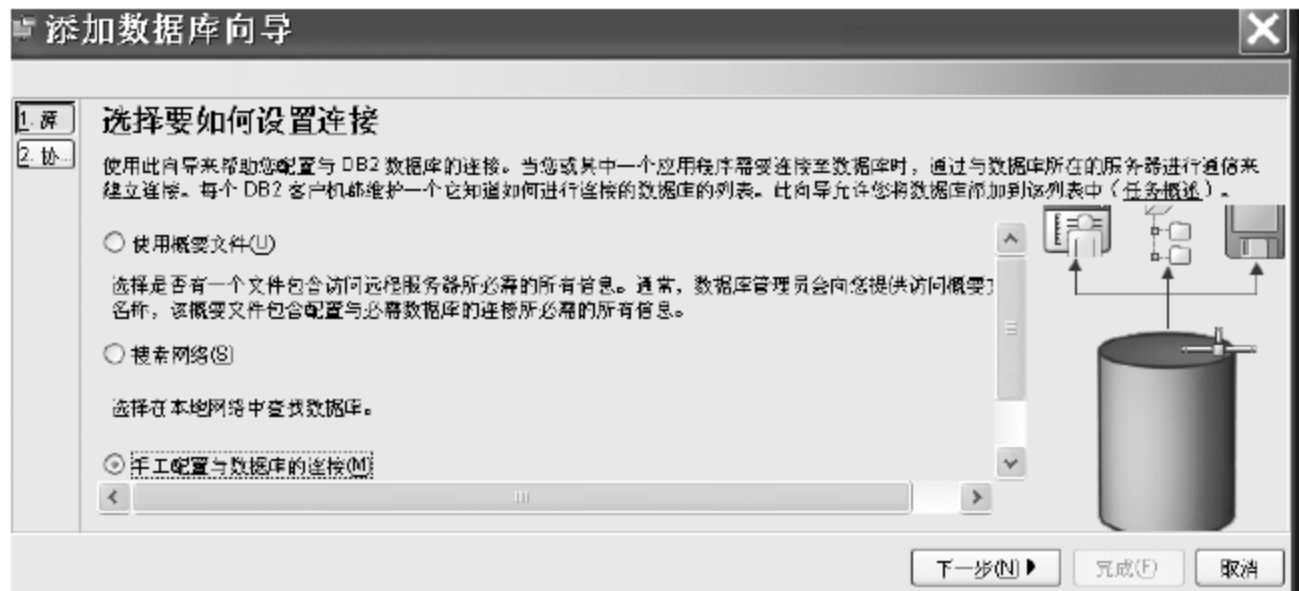 添加数据库向导
1. 源
2. 协...
选择要如何设置连接
使用此向导来帮助您配置与 DB2 数据库的连接。当您或其中一个应用程序需要连接至数据库时，通过与数据库所在的服务器进行通信来
建立连接。每个 DB2 客户机都维护一个它知道如何进行连接的数据库的列表。此向导允许您将数据库添加到该列表中（任务概述）。
使用概要文件(U)
选择是否有一个文件包含访问远程服务器所必需的所有信息。通常，数据库管理员会向您提供访问概要
名称，该概要文件包含配置与必需数据库的连接所必需的所有信息。
搜索网络(S)
选择在本地网络中查找数据库。
手工配置与数据库的连接(M)
下一步(N)
完成(F)
取消